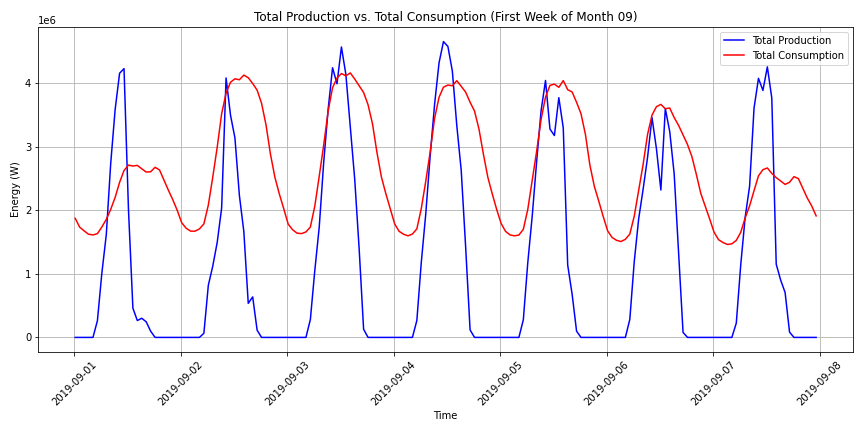 Total Production vs. Total Consumption (First Week of Month 09)
1e6
Total Production
Total Consumption
Energy (W)
4
3
2
1
0
2019-09-01
2019-09-02
2019-09-03
2019-09-04
2019-09-05
2019-09-06
2019-09-07
2019-09-08
Time